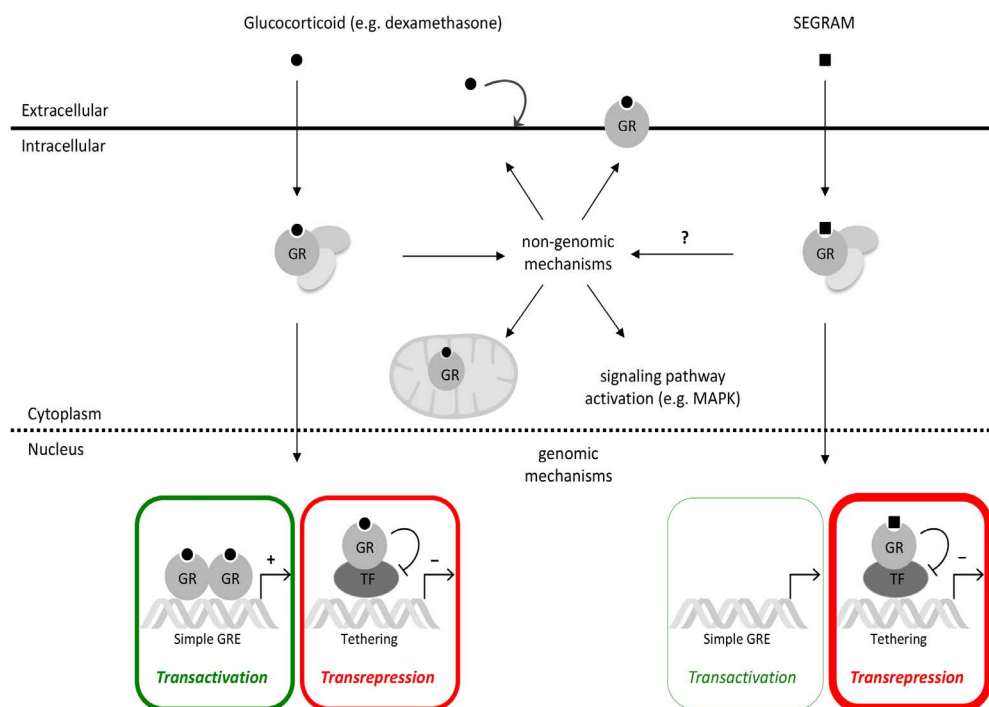 Glucocorticoid (e.g. dexamethasone)
SEGRAM
Extracellular
GR
Intracellular
GR
non-genomic
mechanisms
?
GR
GR
signaling pathway
activation (e.g. MAPK)
Cytoplasm
Nucleus
genomic
mechanisms
GR
GR
+
Simple GRE
Transactivation
GR
TF
–
Tethering
Transrepression
Simple GRE
Transactivation
GR
TF
–
Tethering
Transrepression